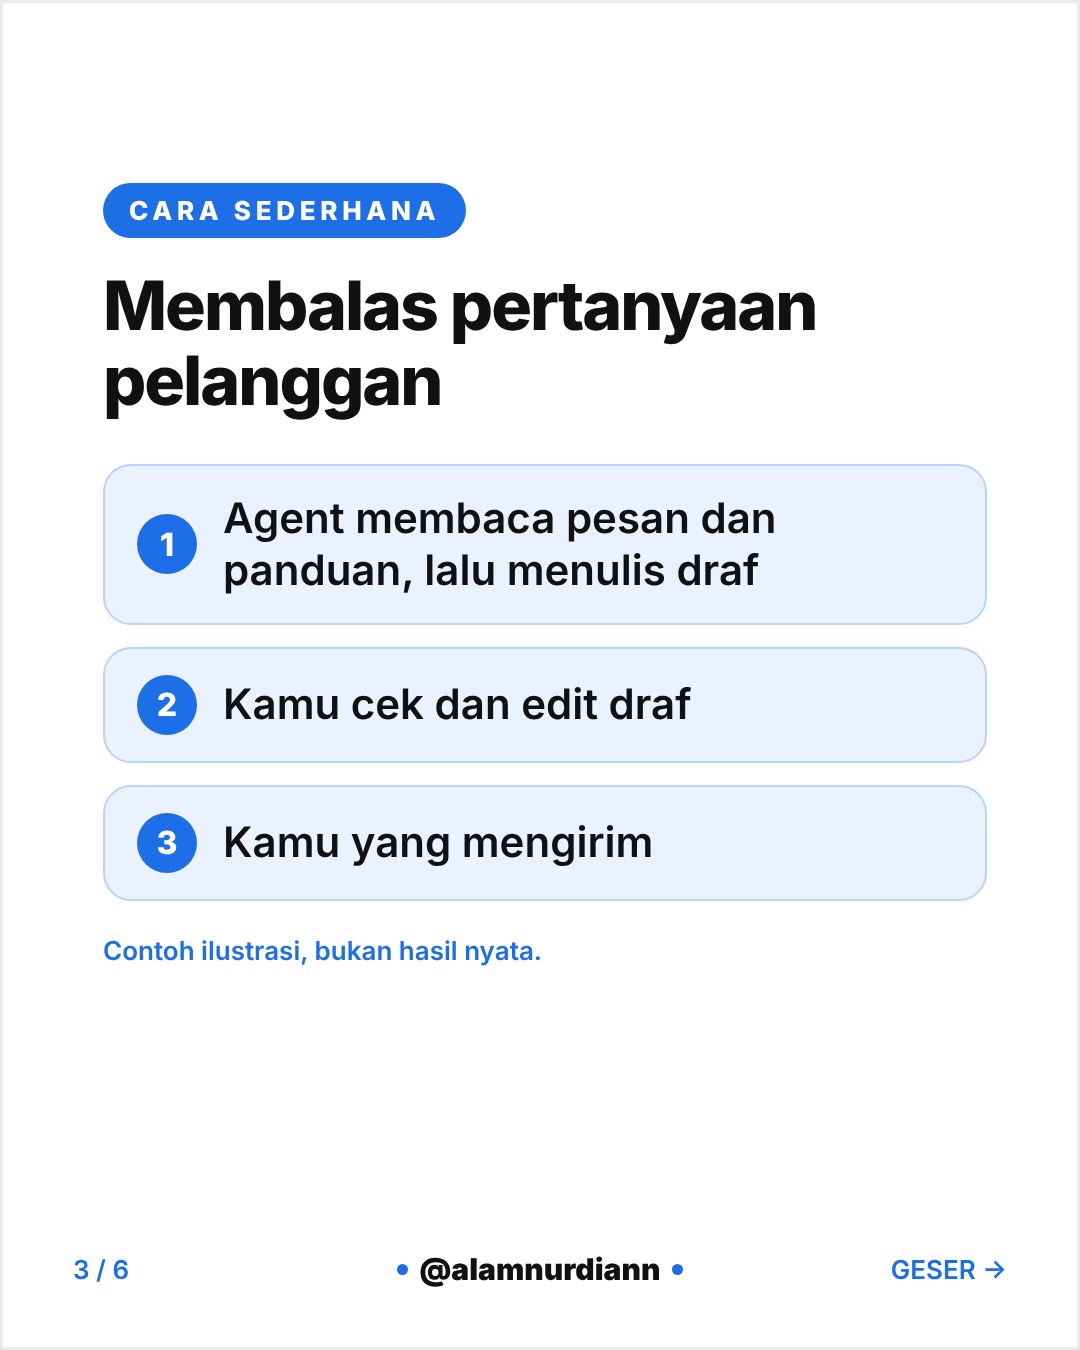 CARA SEDERHANA
Membalas pertanyaan
pelanggan
1
Agent membaca pesan dan
panduan, lalu menulis draf
2
Kamu cek dan edit draf
3
Kamu yang mengirim
Contoh ilustrasi, bukan hasil nyata.
3 / 6
• @alamnurdiann •
GESER →